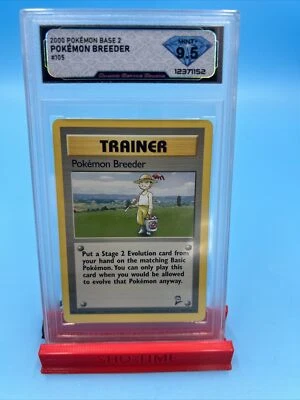 2000 POKÉMON BASE 2
POKÉMON BREEDER
#105
MINT+
9.5
12371152
TRAINER
Pokémon Breeder
Put a Stage 2 Evolution card from
your hand on the matching Basic
Pokémon. You can only play this
card when you would be allowed
to evolve that Pokémon anyway.
2